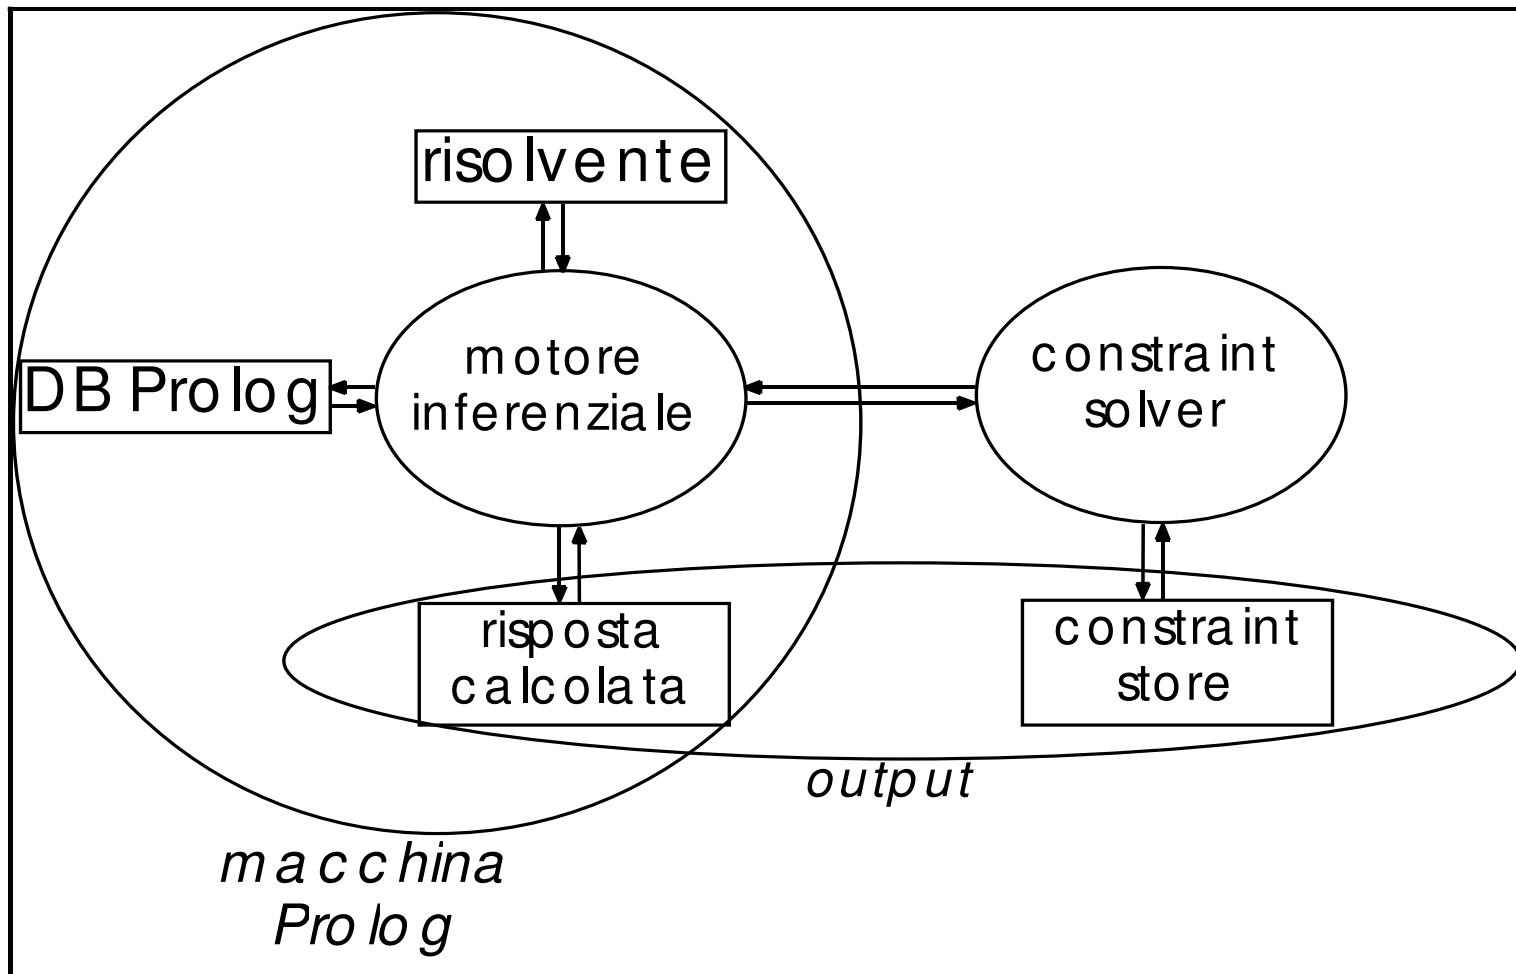 risolvente
motore
inferenziale
DB Prolog
constraint
solver
risposta
calcolata
constraint
store
output
macchina
Prolog